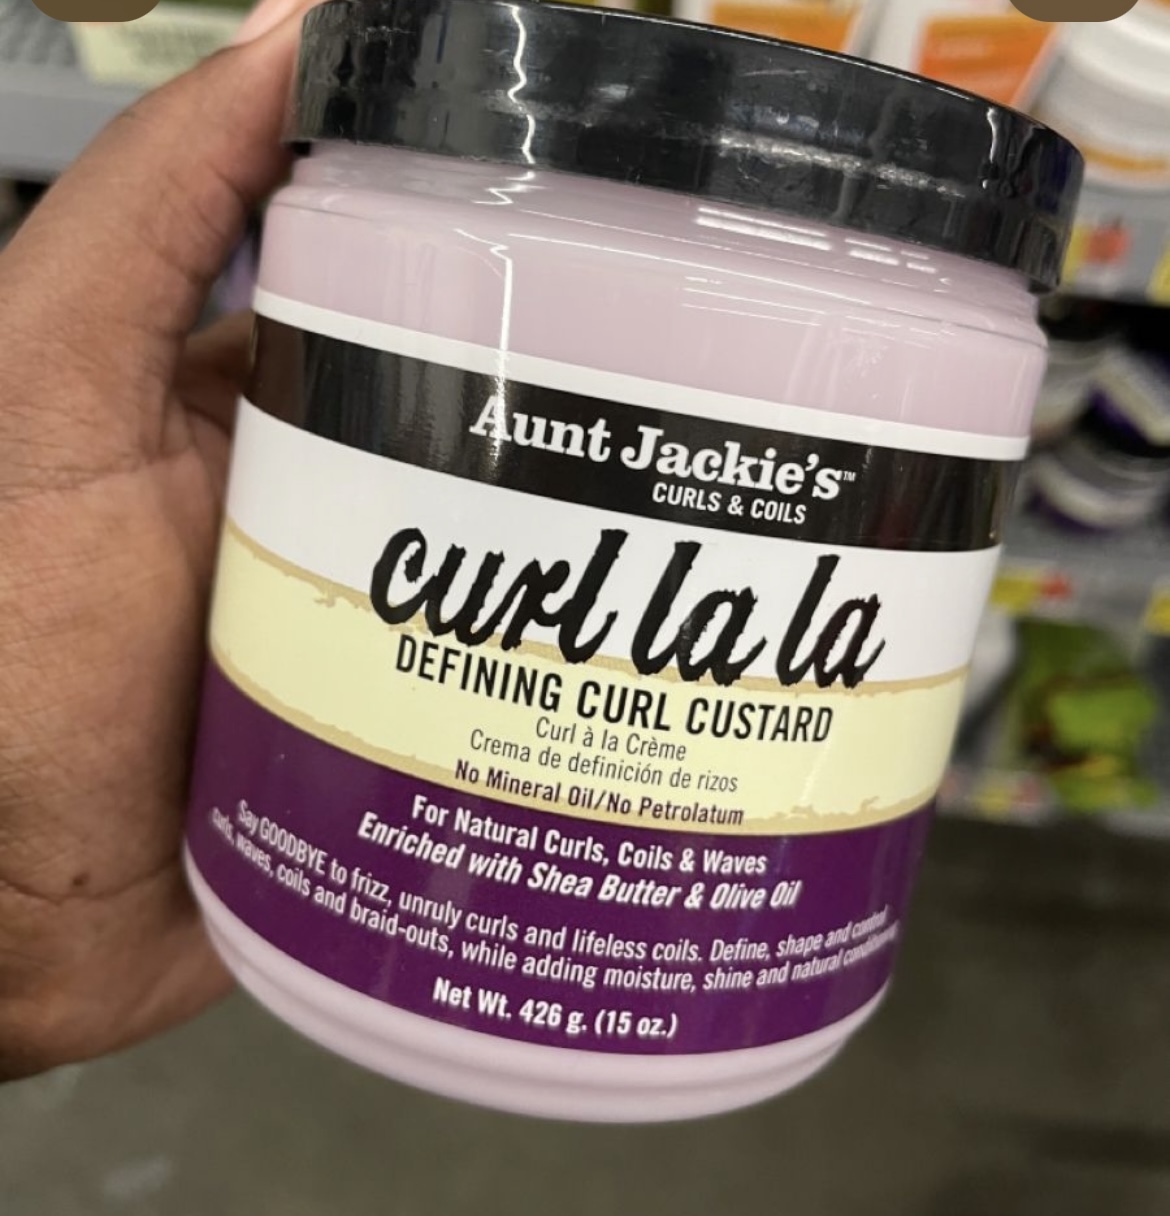 Aunt Jackie's™
CURLS & COILS
curl la la
DEFINING CURL CUSTARD
Curl à la Crème
Crema de definición de rizos
No Mineral Oil/No Petrolatum
For Natural Curls, Coils & Waves
Enriched with Shea Butter & Olive Oil
Say GOODBYE to frizz, unruly curls and lifeless coils. Define, shape and control
curls, waves, coils and braid-outs, while adding moisture, shine and natural
Net Wt. 426 g. (15 oz.)